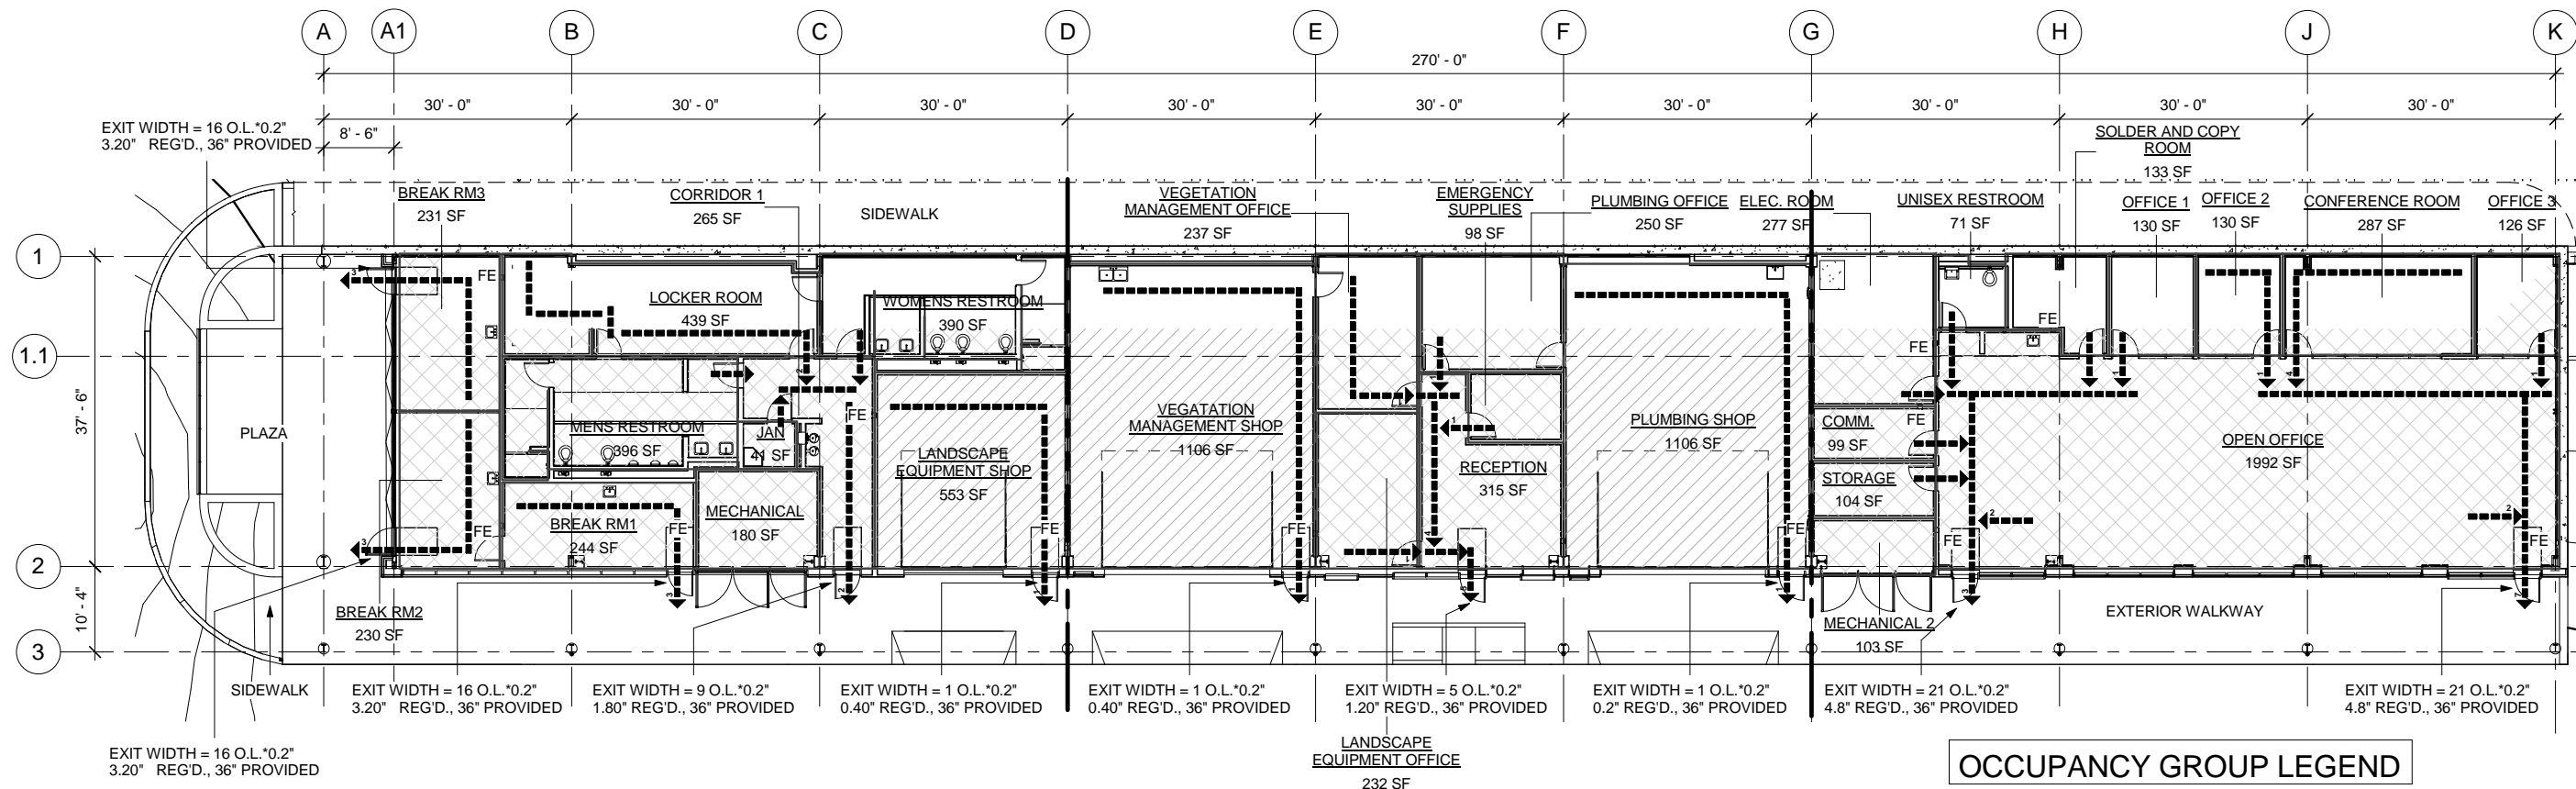 A
A1
B
C
D
E
F
G
H
J
K
270' - 0"
30' - 0"
30' - 0"
30' - 0"
30' - 0"
30' - 0"
30' - 0"
30' - 0"
30' - 0"
30' - 0"
8' - 6"
EXIT WIDTH = 16 O.L.*0.2"
3.20" REG'D., 36" PROVIDED
BREAK RM3
231 SF
CORRIDOR 1
265 SF
SIDEWALK
VEGETATION
MANAGEMENT OFFICE
237 SF
EMERGENCY
SUPPLIES
98 SF
PLUMBING OFFICE
250 SF
ELEC. ROOM
277 SF
UNISEX RESTROOM
71 SF
SOLDER AND COPY
ROOM
133 SF
OFFICE 1
130 SF
OFFICE 2
130 SF
CONFERENCE ROOM
287 SF
OFFICE 3
126 SF
1
1.1
2
3
37' - 6"
10' - 4"
PLAZA
SIDEWALK
FE
LOCKER ROOM
439 SF
WOMENS RESTROOM
390 SF
MENS RESTROOM
396 SF
JAN
41 SF
FE
LANDSCAPE
EQUIPMENT SHOP
553 SF
VEGATATION
MANAGEMENT SHOP
1106 SF
RECEPTION
315 SF
PLUMBING SHOP
1106 SF
FE
FE
FE
COMM.
99 SF
STORAGE
104 SF
OPEN OFFICE
1992 SF
FE
BREAK RM1
244 SF
FE
MECHANICAL
180 SF
FE
FE
FE
FE
FE
BREAK RM2
230 SF
MECHANICAL 2
103 SF
EXTERIOR WALKWAY
EXIT WIDTH = 16 O.L.*0.2"
3.20" REG'D., 36" PROVIDED
EXIT WIDTH = 9 O.L.*0.2"
1.80" REG'D., 36" PROVIDED
EXIT WIDTH = 1 O.L.*0.2"
0.40" REG'D., 36" PROVIDED
EXIT WIDTH = 1 O.L.*0.2"
0.40" REG'D., 36" PROVIDED
EXIT WIDTH = 5 O.L.*0.2"
1.20" REG'D., 36" PROVIDED
EXIT WIDTH = 1 O.L.*0.2"
0.2" REG'D., 36" PROVIDED
EXIT WIDTH = 21 O.L.*0.2"
4.8" REG'D., 36" PROVIDED
EXIT WIDTH = 21 O.L.*0.2"
4.8" REG'D., 36" PROVIDED
EXIT WIDTH = 16 O.L.*0.2"
3.20" REG'D., 36" PROVIDED
LANDSCAPE
EQUIPMENT OFFICE
232 SF
OCCUPANCY GROUP LEGEND